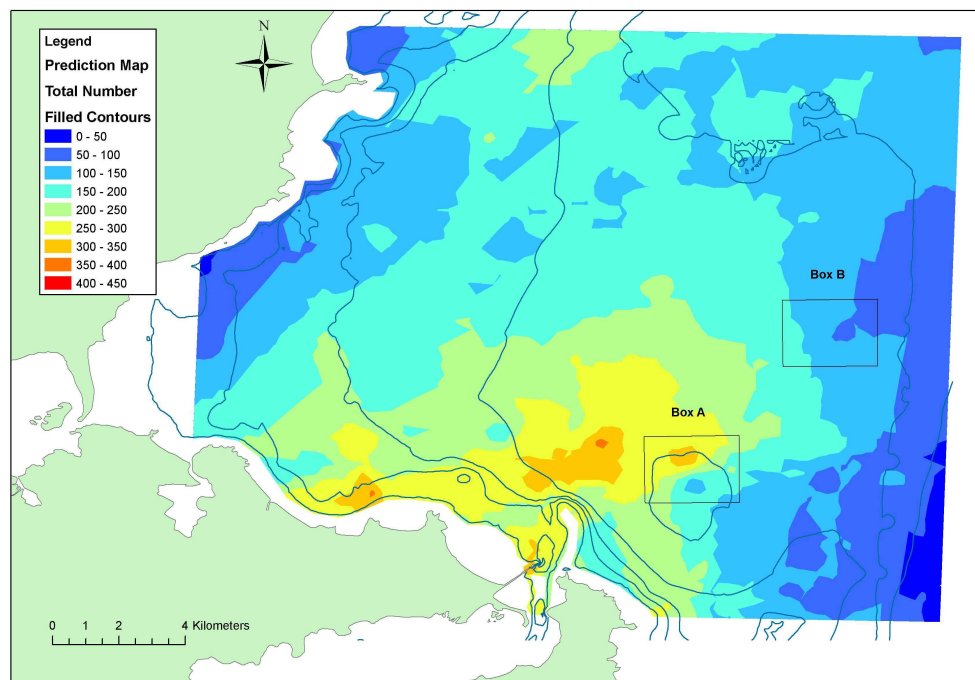 N
Legend
Prediction Map
Total Number
Filled Contours
0 - 50
50 - 100
100 - 150
150 - 200
200 - 250
250 - 300
300 - 350
350 - 400
400 - 450
Box B
Box A
0 1 2 4 Kilometers